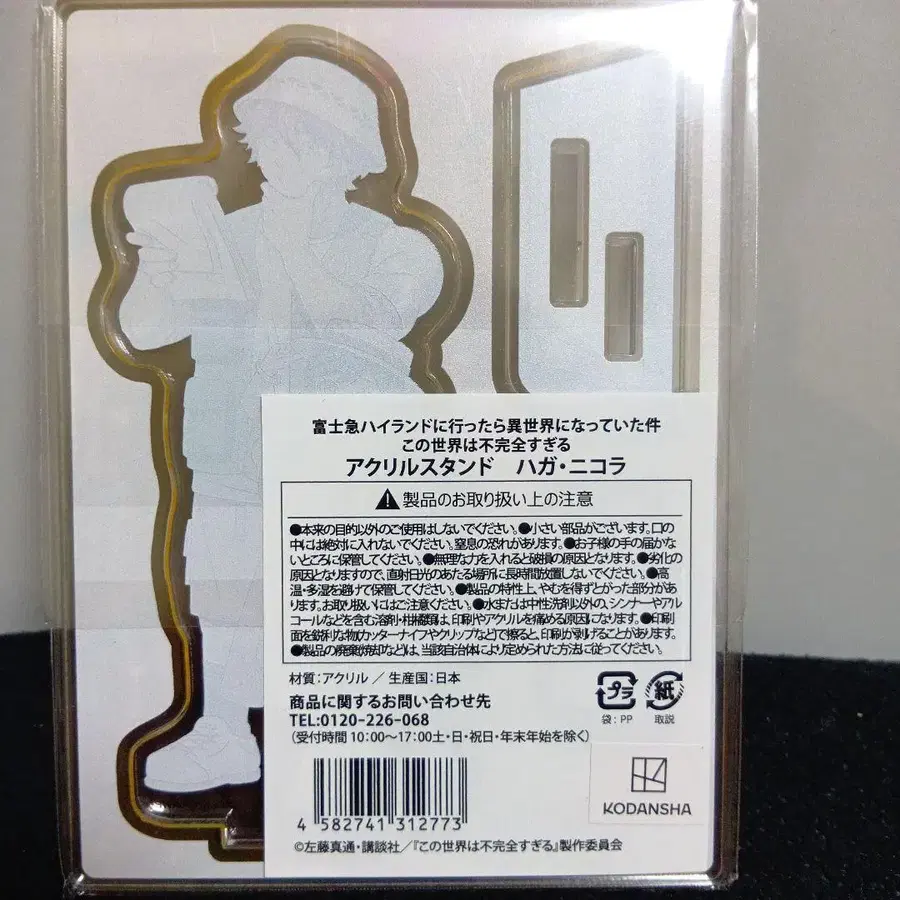 富士急ハイランドに行ったら異世界になっていた件
この世界は不完全すぎる
アクリルスタンド　ハガ・ニコラ
製品のお取り扱い上の注意
●本来の目的以外のご使用はしないでください。●小さい部品がございます。口の
中には絶対に入れないでください。窒息の恐れがあります。●お子様の手の届かな
いところに保管してください。●無理な力を入れると破損の原因となります。●劣化の
原因となりますので、直射日光のあたる場所に長時間放置しないでください。●高
温・多湿を避けて保管してください。●製品の特性上、やむを得ずとがった部分があ
ります。お取り扱いにはご注意ください。●水または中性洗剤以外の、シンナーやアル
コールなどを含む溶剤・柑橘類は、印刷やアクリルを痛める原因になります。●印刷
面を鋭利な物(カッターナイフやクリップなど)で擦ると、印刷が剥げることがあります。
●製品の廃棄(焼却など)は、当該自治体により定められた方法に従ってください。
材質：アクリル ／ 生産国：日本
商品に関するお問い合わせ先
TEL:0120-226-068
(受付時間 10：00〜17：00土・日・祝日・年末年始を除く)
プラ
紙
袋：PP
取説
KODANSHA
4 582741 312773
©左藤真通・講談社／『この世界は不完全すぎる』製作委員会